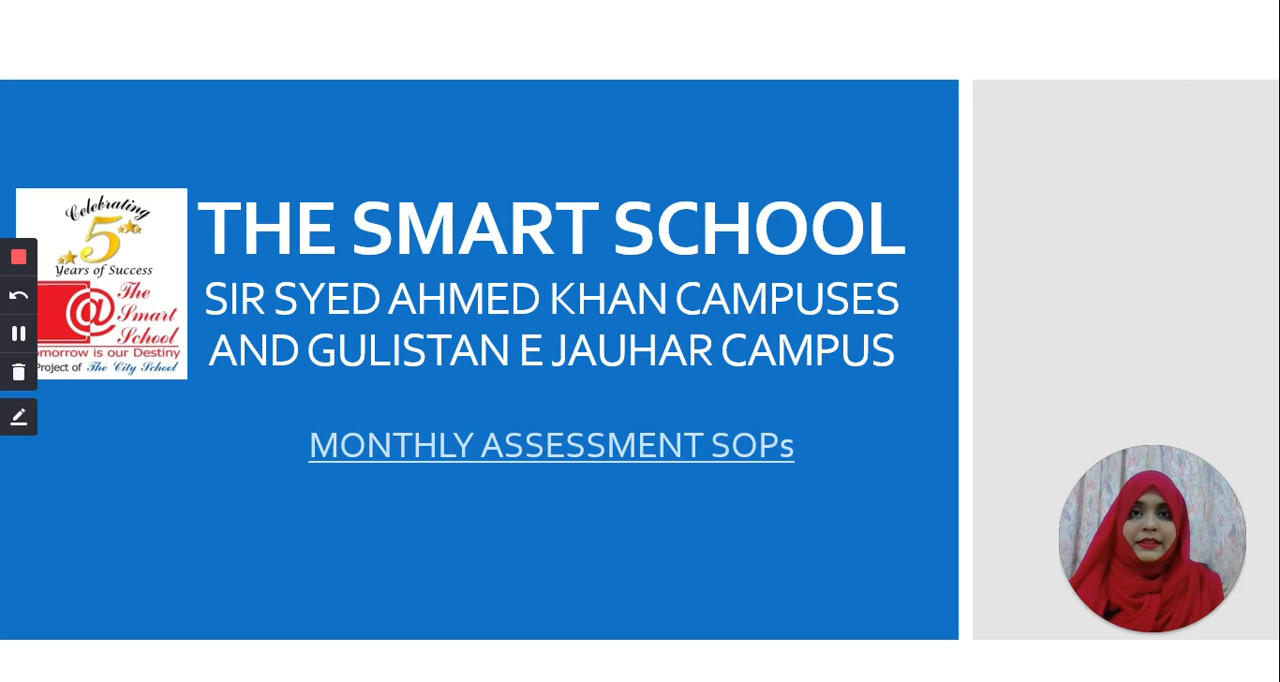 Celebrating
5
Years of Success
@ The
Smart
School
omorrow is our Destiny
Project of The City School
THE SMART SCHOOL
SIR SYED AHMED KHAN CAMPUSES
AND GULISTAN E JAUHAR CAMPUS
MONTHLY ASSESSMENT SOPs